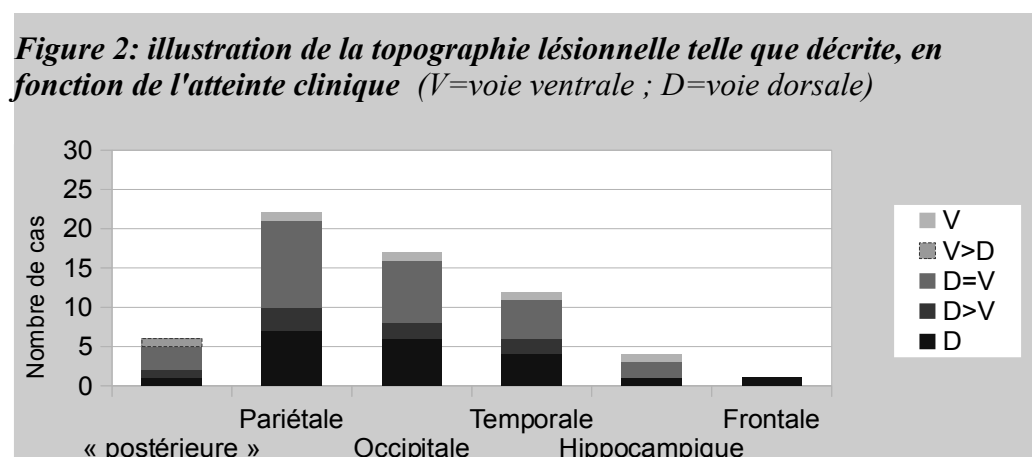 Figure 2: illustration de la topographie lésionnelle telle que décrite, en
fonction de l'atteinte clinique (V=voie ventrale ; D=voie dorsale)
30
25
20
15
10
5
0
Nombre de cas
V
V>D
D=V
D>V
D
Pariétale Temporale Frontale
« postérieure » Occipitale Hippocampique